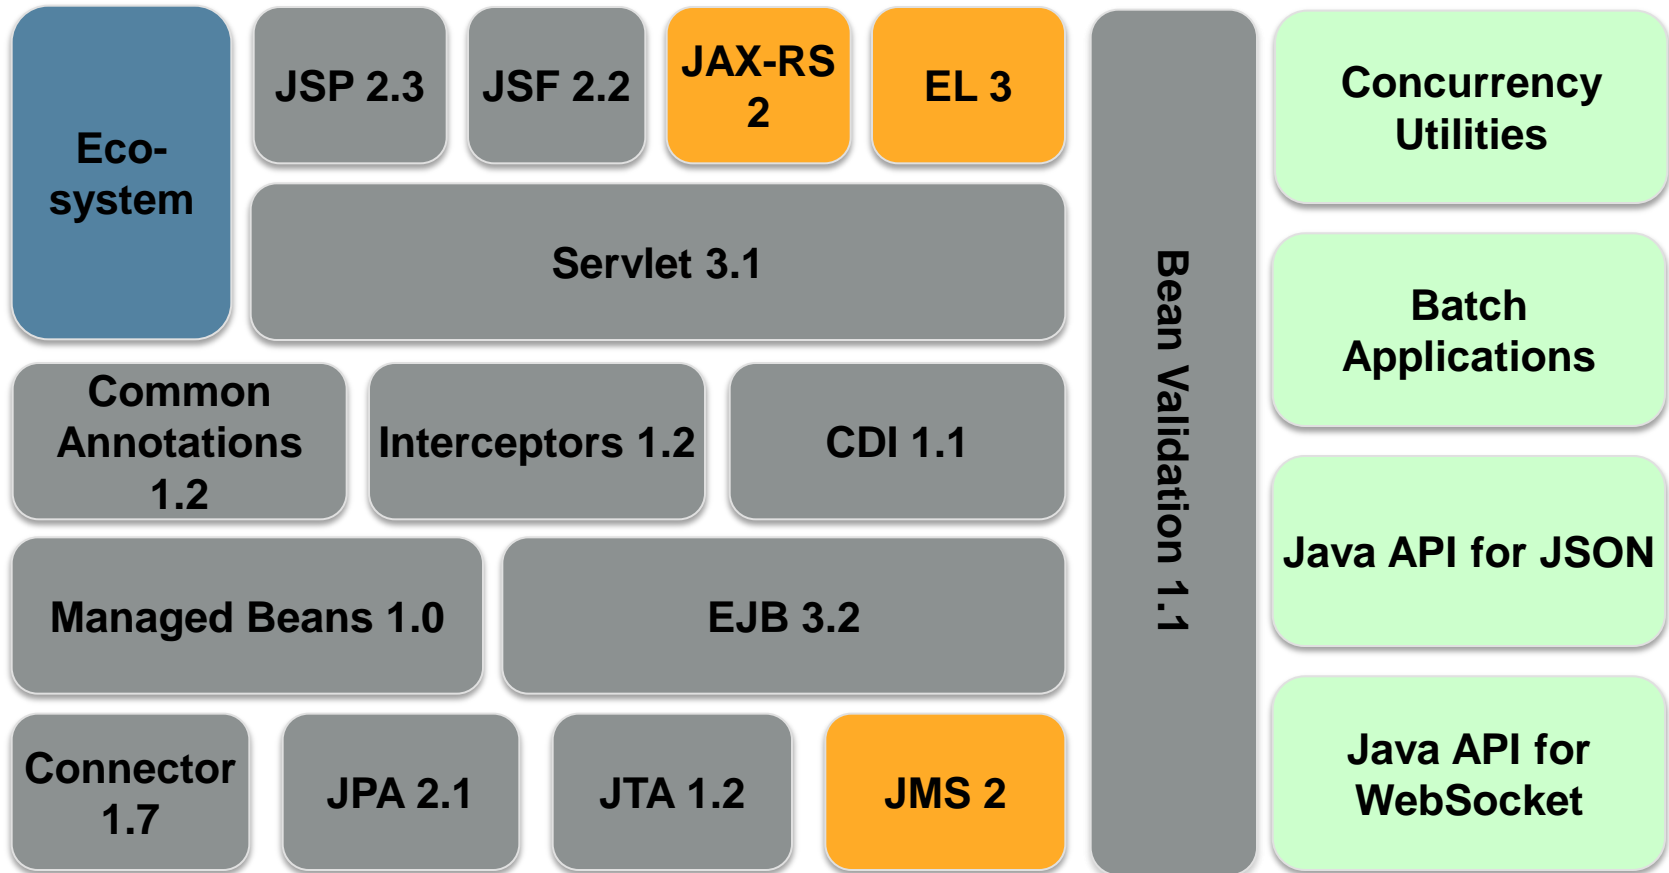 Eco-
system
JSP 2.3
JSF 2.2
JAX-RS
2
EL 3
Servlet 3.1
Common
Annotations
1.2
Interceptors 1.2
CDI 1.1
Managed Beans 1.0
EJB 3.2
Connector
1.7
JPA 2.1
JTA 1.2
JMS 2
Bean Validation 1.1
Concurrency
Utilities
Batch
Applications
Java API for JSON
Java API for
WebSocket